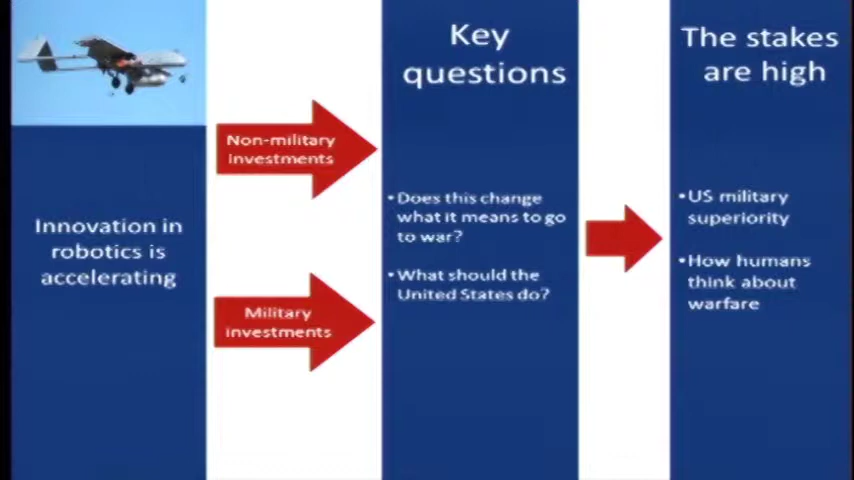 Innovation in
robotics is
accelerating
Non-military
investments
Military
investments
Key
questions
•Does this change
what it means to go
to war?
•What should the
United States do?
The stakes
are high
•US military
superiority
•How humans
think about
warfare